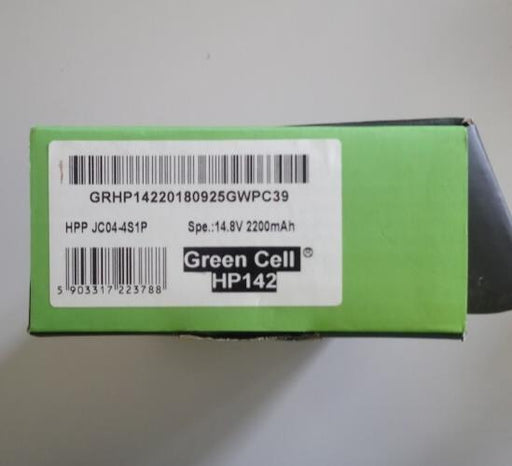 GRHP14220180925GWPC39
HPP JC04-4S1P Spe.:14.8V 2200mAh
5 903317 223788
Green Cell ®
HP142